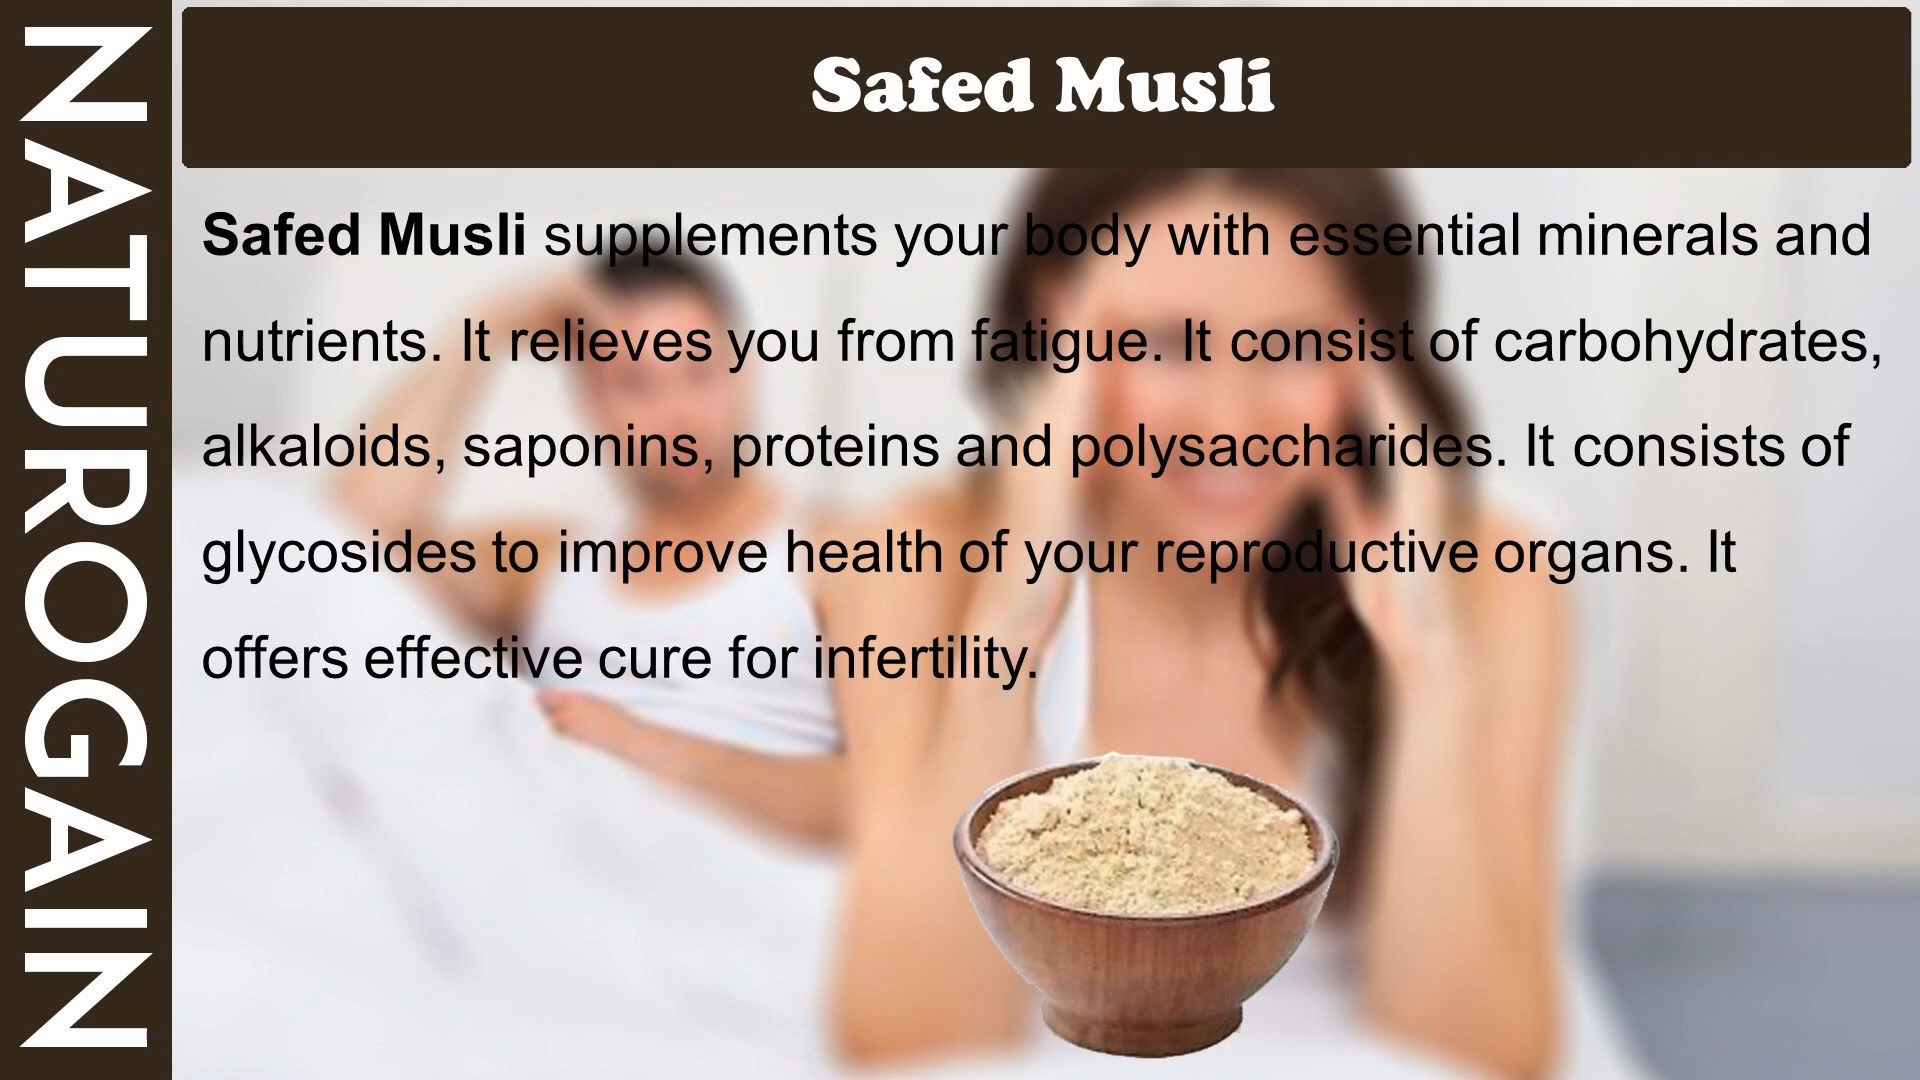 NATUROGAIN
Safed Musli
Safed Musli supplements your body with essential minerals and
nutrients. It relieves you from fatigue. It consist of carbohydrates,
alkaloids, saponins, proteins and polysaccharides. It consists of
glycosides to improve health of your reproductive organs. It
offers effective cure for infertility.